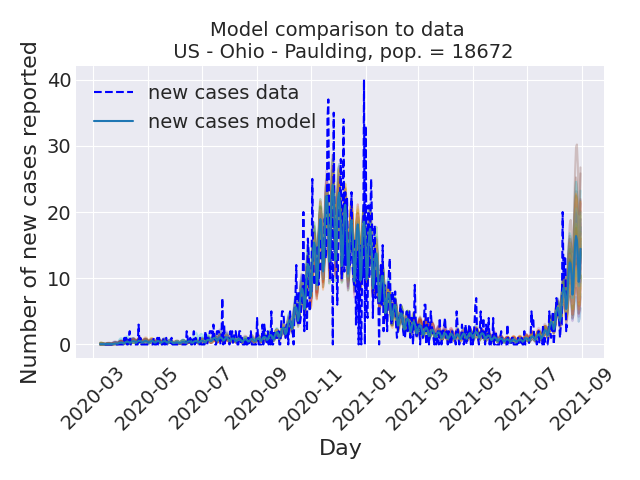 Model comparison to data
US - Ohio - Paulding, pop. = 18672
Number of new cases reported
40
30
20
10
0
new cases data
new cases model
2020-03
2020-05
2020-07
2020-09
2020-11
2021-01
2021-03
2021-05
2021-07
2021-09
Day